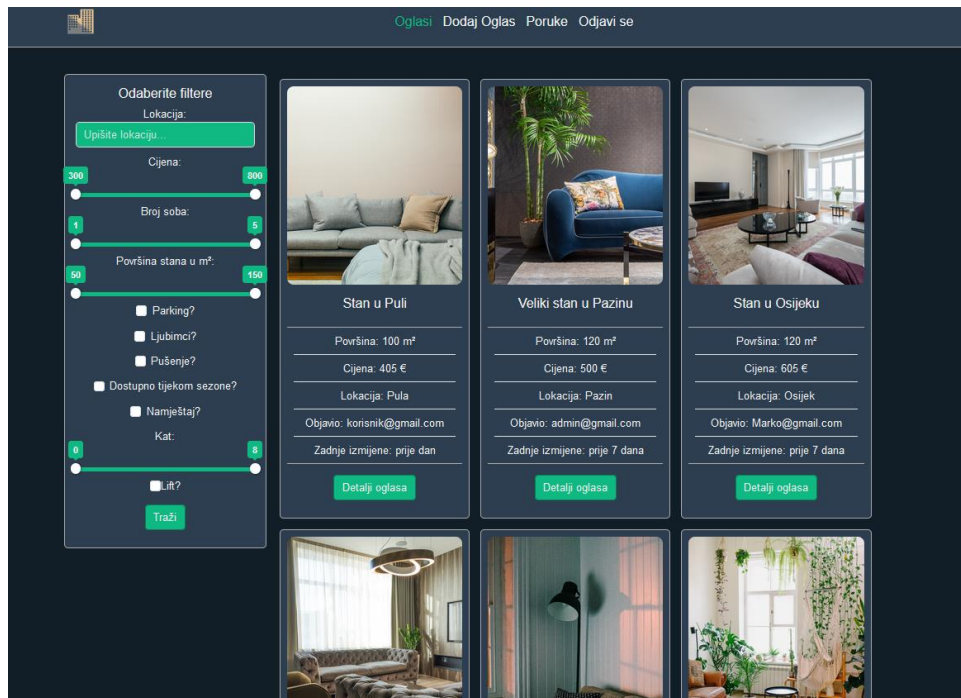 Oglasi Dodaj Oglas Poruke Odjavi se
Odaberite filtere
Lokacija:
Upišite lokaciju...
Cijena:
300 800
Broj soba:
1 5
Površina stana u m²:
50 150
Parking?
Ljubimci?
Pušenje?
Dostupno tijekom sezone?
Namještaj?
Kat:
0 8
Lift?
Traži
Stan u Puli
Površina: 100 m²
Cijena: 405 €
Lokacija: Pula
Objavio: korisnik@gmail.com
Zadnje izmijene: prije dan
Detalji oglasa
Veliki stan u Pazinu
Površina: 120 m²
Cijena: 500 €
Lokacija: Pazin
Objavio: admin@gmail.com
Zadnje izmijene: prije 7 dana
Detalji oglasa
Stan u Osijeku
Površina: 120 m²
Cijena: 605 €
Lokacija: Osijek
Objavio: Marko@gmail.com
Zadnje izmijene: prije 7 dana
Detalji oglasa